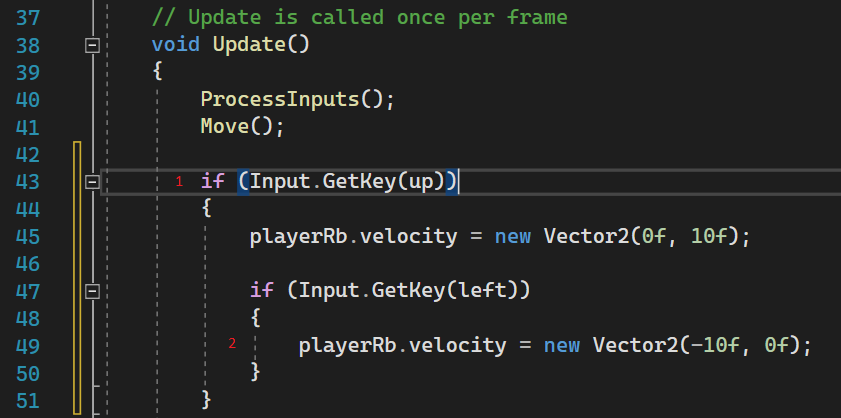 37 // Update is called once per frame
38 void Update()
39 {
40 ProcessInputs();
41 Move();
42
43 1 if (Input.GetKey(up))
44 {
45 playerRb.velocity = new Vector2(0f, 10f);
46
47 if (Input.GetKey(left))
48 {
49 2 playerRb.velocity = new Vector2(-10f, 0f);
50 }
51 }